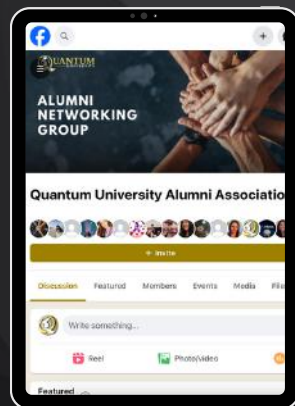 QUANTUM
ALUMNI
NETWORKING
GROUP
Quantum University Alumni Associatio
+ Invite
Discussion Featured Members Events Media File
Write something...
Reel Photo/video
Featured